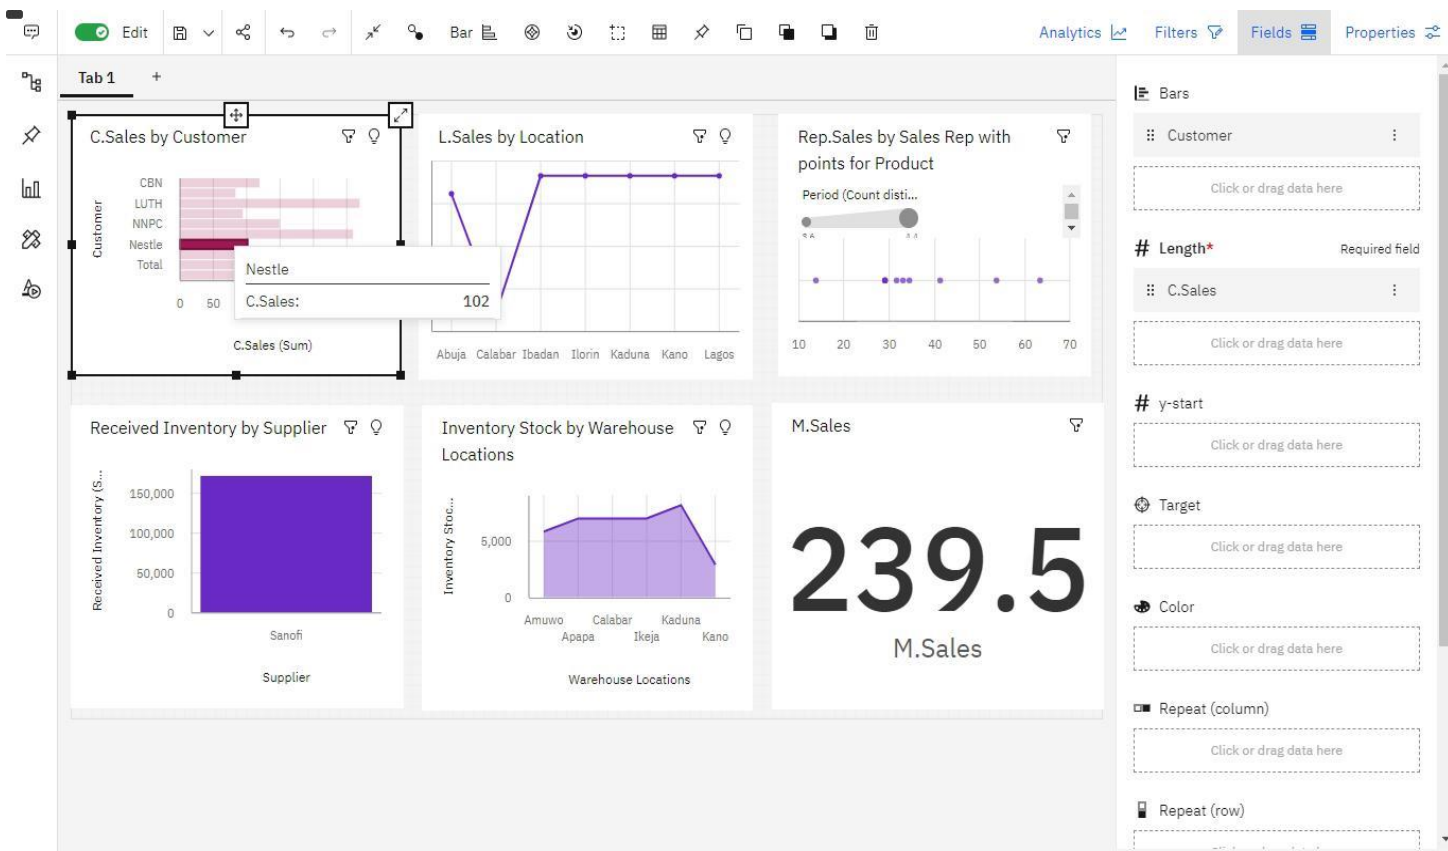 Edit
Bar
Analytics
Filters
Fields
Properties
Tab 1
+
C.Sales by Customer
Customer
CBN
LUTH
NNPC
Nestle
Total
0 50
C.Sales (Sum)
Nestle
C.Sales: 102
L.Sales by Location
Abuja Calabar Ibadan Ilorin Kaduna Kano Lagos
Rep.Sales by Sales Rep with
points for Product
Period (Count disti...
10 20 30 40 50 60 70
Received Inventory by Supplier
Received Inventory (S...
150,000
100,000
50,000
0
Sanofi
Supplier
Inventory Stock by Warehouse
Locations
Inventory Stoc...
5,000
0
Amuwo Calabar Kaduna
Apapa Ikeja Kano
Warehouse Locations
M.Sales
239.5
M.Sales
Bars
Customer
Click or drag data here
# Length* Required field
C.Sales
Click or drag data here
# y-start
Click or drag data here
Target
Click or drag data here
Color
Click or drag data here
Repeat (column)
Click or drag data here
Repeat (row)